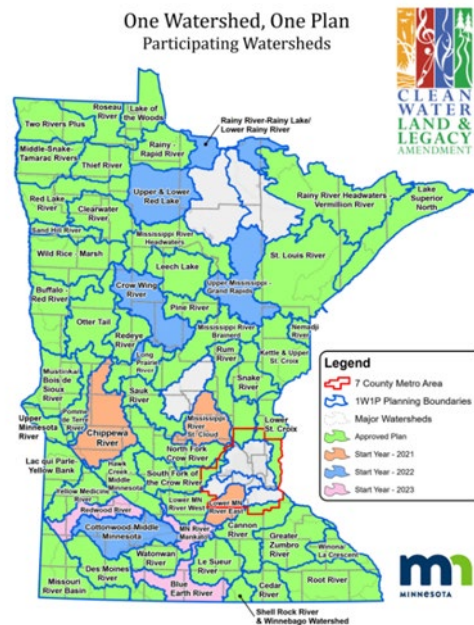 One Watershed, One Plan
Participating Watersheds
CLEAN
WATER
LAND &
LEGACY
AMENDMENT
Roseau
River
Lake of
the Woods
Rainy River-Rainy Lake/
Lower Rainy River
Two Rivers Plus
Middle-Snake-
Tamarac Rivers
Rainy -
Rapid River
Thief River
Upper & Lower
Red Lake
Red Lake
River
Clearwater
River
Rainy River Headwaters -
Vermilion River
Lake
Superior
North
Sand Hill River
Mississippi River
Headwaters
Wild Rice - Marsh
Leech Lake
St. Louis River
Buffalo -
Red River
Crow Wing
River
Upper Mississippi -
Grand Rapids
Pine River
Otter Tail
Redeye
River
Mississippi River
Brainerd
Nemadji
River
Long
Prairie
River
Rum
River
Kettle & Upper
St. Croix
Mustinka/
Bois de
Sioux
River
Sauk
River
Snake
River
Upper
Minnesota
River
Pomme
de Terre
River
Chippewa
River
Mississippi
River
St. Cloud
Lower
St. Croix
North Fork
Crow River
Lac qui Parle-
Yellow Bank
Hawk Creek -
Middle Minnesota
South Fork of
the Crow River
Yellow Medicine River
Redwood River
Lower MN
River West
Lower MN
River East
Cottonwood-Middle
Minnesota
MN River
Mankato
Cannon
River
Watonwan
River
Greater
Zumbro
River
Winona/
La Crescent
Des Moines
River
Le Sueur
River
Missouri
River Basin
Blue
Earth River
Cedar
River
Root River
Shell Rock River
& Winnebago Watershed
Legend
7 County Metro Area
1W1P Planning Boundaries
Major Watersheds
Approved Plan
Start Year - 2021
Start Year - 2022
Start Year - 2023
mn
MINNESOTA